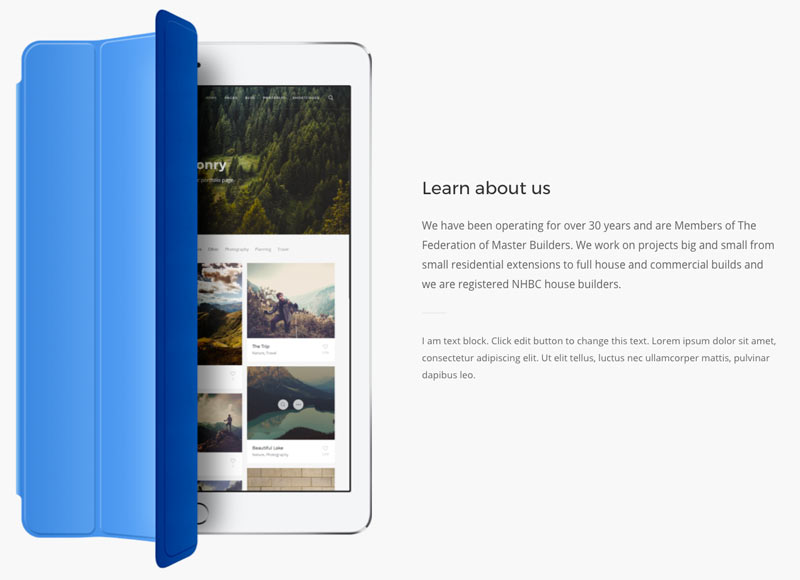 HOME PAGES BLOG PORTFOLIO SHORTCODES
onry
portfolio page
Other Photography Planning Travel
The Trip
Nature, Travel
Beautiful Lake
Nature, Photography
Learn about us
We have been operating for over 30 years and are Members of The
Federation of Master Builders. We work on projects big and small from
small residential extensions to full house and commercial builds and
we are registered NHBC house builders.
I am text block. Click edit button to change this text. Lorem ipsum dolor sit amet,
consectetur adipiscing elit. Ut elit tellus, luctus nec ullamcorper mattis, pulvinar
dapibus leo.